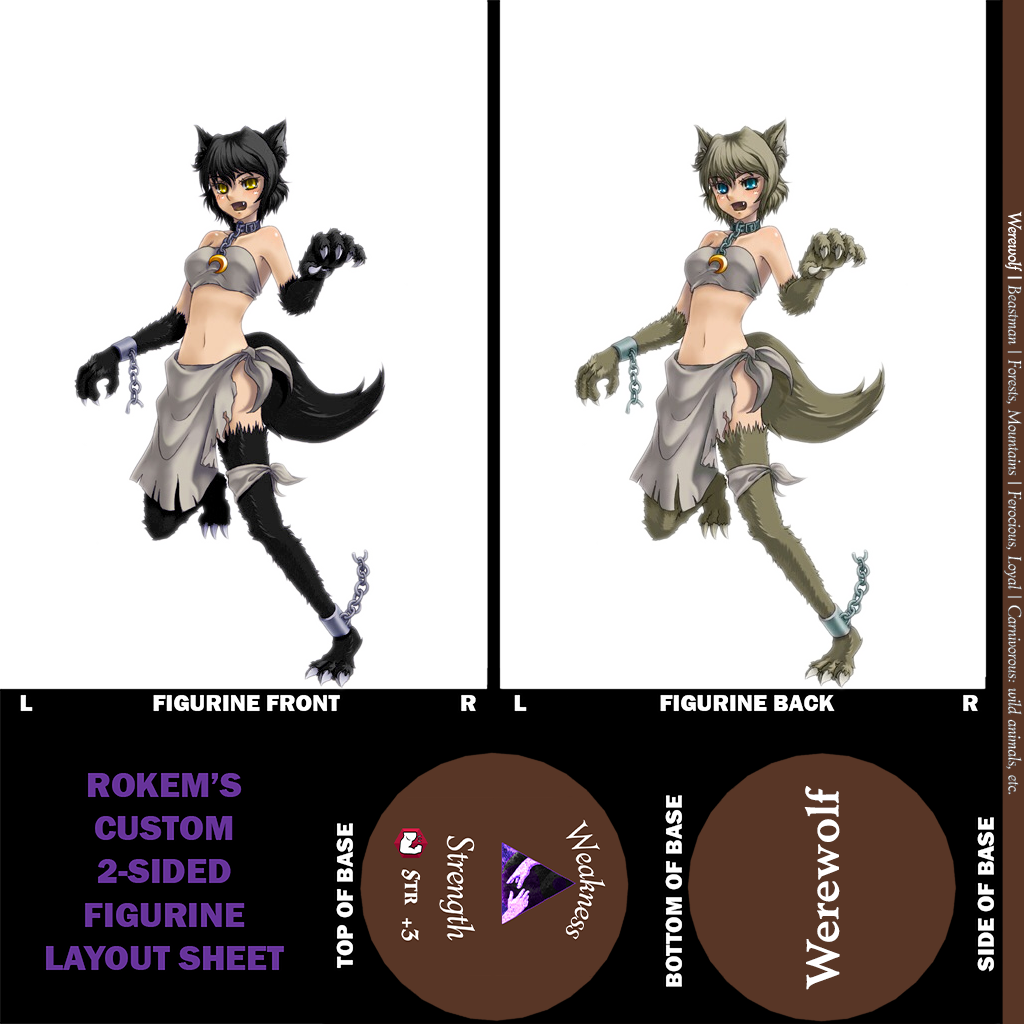 L
FIGURINE FRONT
R
L
FIGURINE BACK
R
ROKEM'S
CUSTOM
2-SIDED
FIGURINE
LAYOUT SHEET
TOP OF BASE
STR +3
Strength
Weakness
BOTTOM OF BASE
Werewolf
SIDE OF BASE
Werewolf | Beastman | Forests, Mountains | Ferocious, Loyal | Carnivorous: wild animals, etc.